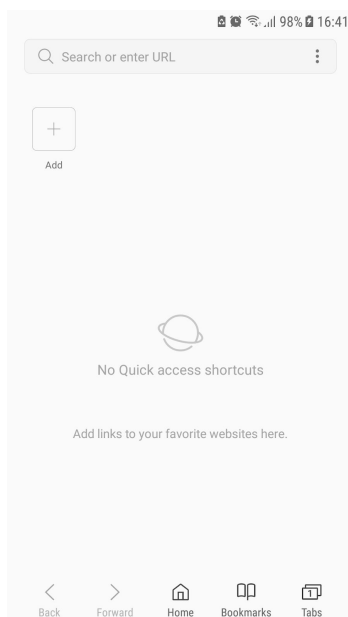 98% 16:41
Search or enter URL
Add
No Quick access shortcuts
Add links to your favorite websites here.
1
Back Forward Home Bookmarks Tabs